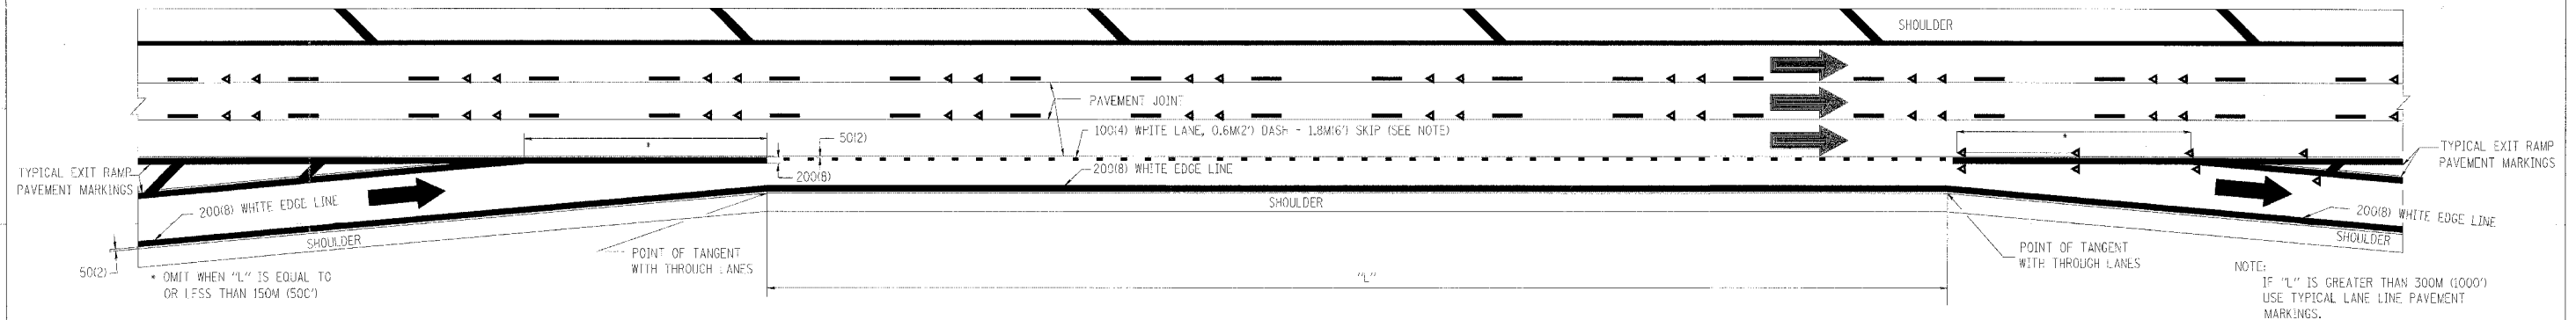 SHOULDER
PAVEMENT JOINT
100(4) WHITE LANE, 0.6M(2') DASH - 1.8M(6') SKIP (SEE NOTE)
50(2)
*
*
TYPICAL EXIT RAMP
PAVEMENT MARKINGS
TYPICAL EXIT RAMP
PAVEMENT MARKINGS
200(8)
200(8) WHITE EDGE LINE
200(8) WHITE EDGE LINE
SHOULDER
200(8) WHITE EDGE LINE
SHOULDER
SHOULDER
50(2)
POINT OF TANGENT
WITH THROUGH LANES
POINT OF TANGENT
WITH THROUGH LANES
* OMIT WHEN "L" IS EQUAL TO
OR LESS THAN 150M (500')
"L"
NOTE:
IF "L" IS GREATER THAN 300M (1000')
USE TYPICAL LANE LINE PAVEMENT
MARKINGS.